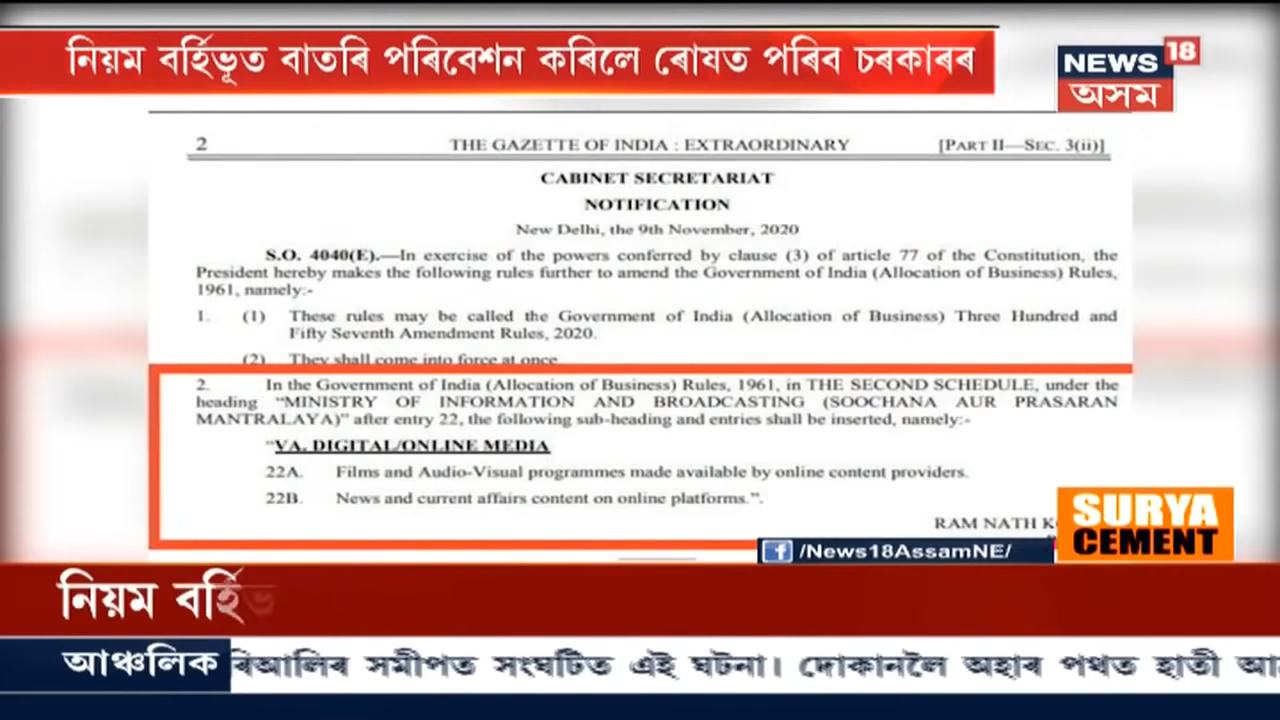 নিয়ম বৰ্হিভূত বাতৰি পৰিবেশন কৰিলে ৰোষত পৰিব চৰকাৰৰ
NEWS 18
অসম
2 THE GAZETTE OF INDIA : EXTRAORDINARY [PART II—SEC. 3(ii)]
CABINET SECRETARIAT
NOTIFICATION
New Delhi, the 9th November, 2020
S.O. 4040(E).—In exercise of the powers conferred by clause (3) of article 77 of the Constitution, the
President hereby makes the following rules further to amend the Government of India (Allocation of Business) Rules,
1961, namely:-
1. (1) These rules may be called the Government of India (Allocation of Business) Three Hundred and
Fifty Seventh Amendment Rules, 2020.
(2) They shall come into force at once
2. In the Government of India (Allocation of Business) Rules, 1961, in THE SECOND SCHEDULE, under the
heading “MINISTRY OF INFORMATION AND BROADCASTING (SOOCHANA AUR PRASARAN
MANTRALAYA)” after entry 22, the following sub-heading and entries shall be inserted, namely:-
“VA. DIGITAL/ONLINE MEDIA
22A. Films and Audio-Visual programmes made available by online content providers.
22B. News and current affairs content on online platforms.”.
RAM NATH
SURYA
CEMENT
/News18AssamNE/
নিয়ম
আঞ্চলিক
সমীপত সংঘটিত এই ঘটনা। দোকানলৈ অহাৰ পথত হাতী